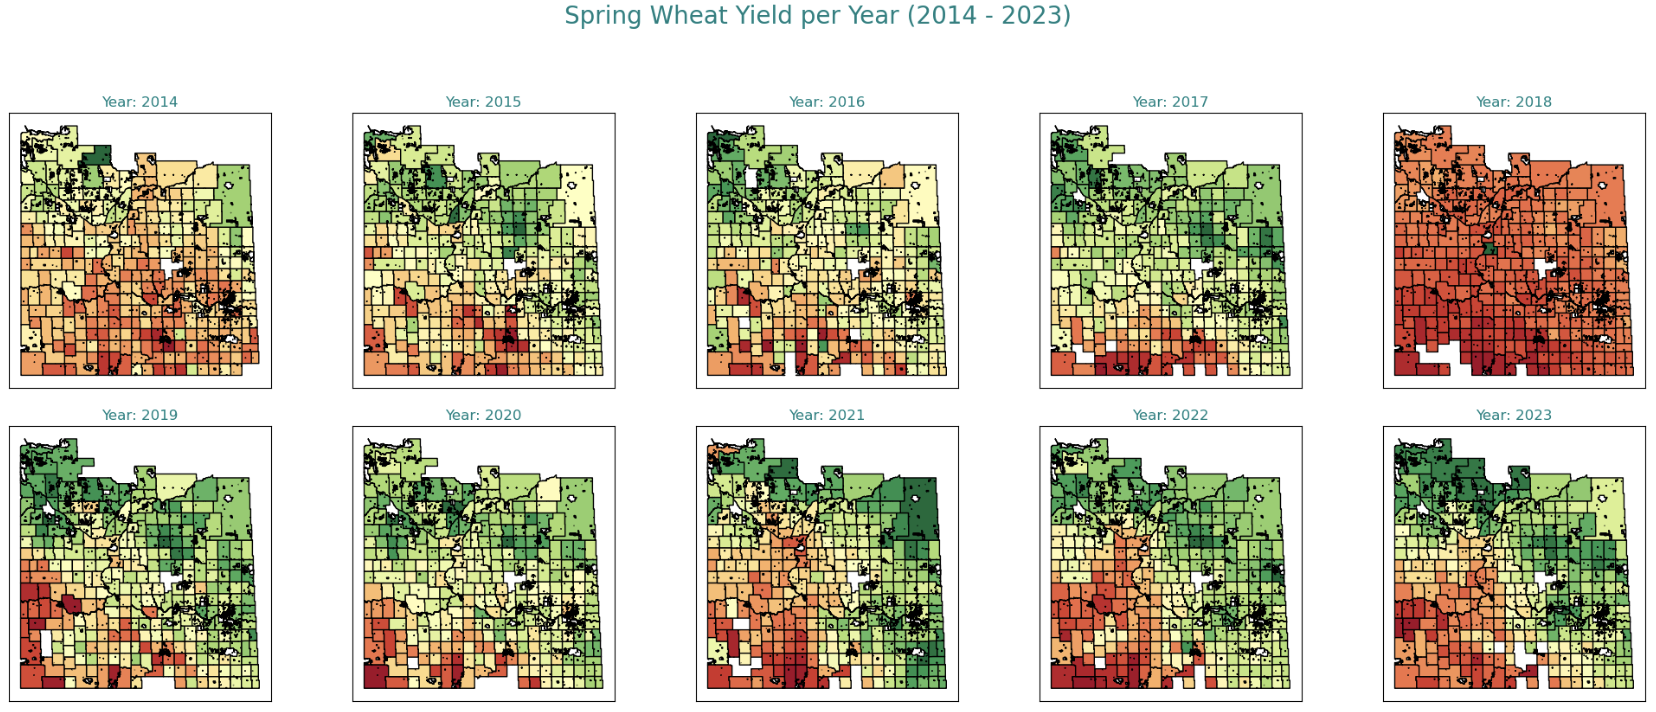 Spring Wheat Yield per Year (2014 - 2023)
Year: 2014
Year: 2015
Year: 2016
Year: 2017
Year: 2018
Year: 2019
Year: 2020
Year: 2021
Year: 2022
Year: 2023